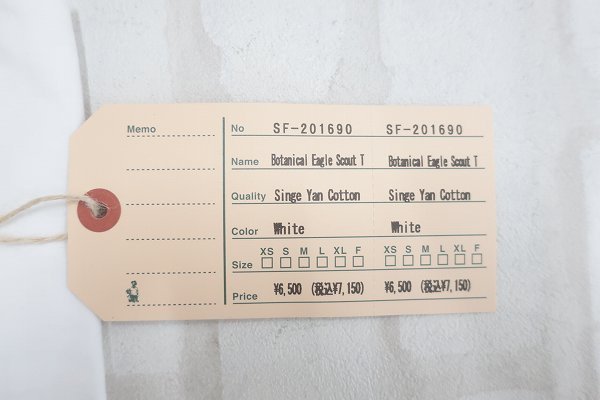 Memo
No SF-201690 SF-201690
Name Botanical Eagle Scout T Botanical Eagle Scout T
Quality Singe Yan Cotton Singe Yan Cotton
Color White White
XS S M L XL F XS S M L XL F
Size
Price ¥6,500 (税込¥7,150) ¥6,500 (税込¥7,150)